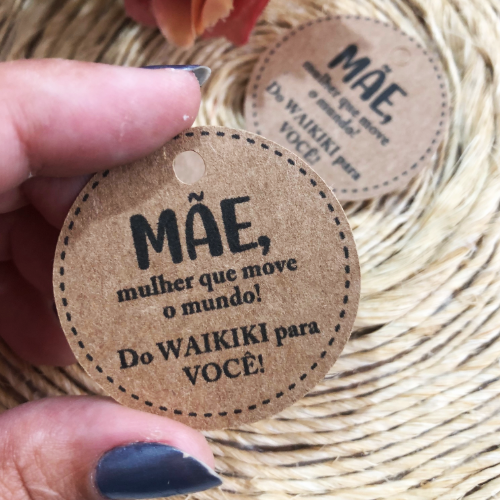 MÃE,
mulher que move
o mundo!
Do WAIKIKI para
VOCÊ!
MÃE,
mulher que move
o mundo!
Do WAIKIKI para
VOCÊ!